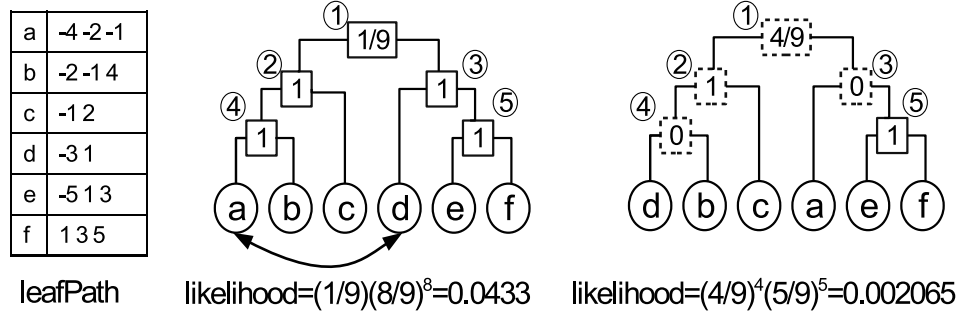 a -4 -2 -1
b -2 -1 4
c -1 2
d -3 1
e -5 1 3
f 1 3 5
leafPath
① 1/9
② 1
③ 1
④ 1
⑤ 1
a b c d e f
likelihood=(1/9)(8/9)⁸=0.0433
① 4/9
② 1
③ 0
④ 0
⑤ 1
d b c a e f
likelihood=(4/9)⁴(5/9)⁵=0.002065